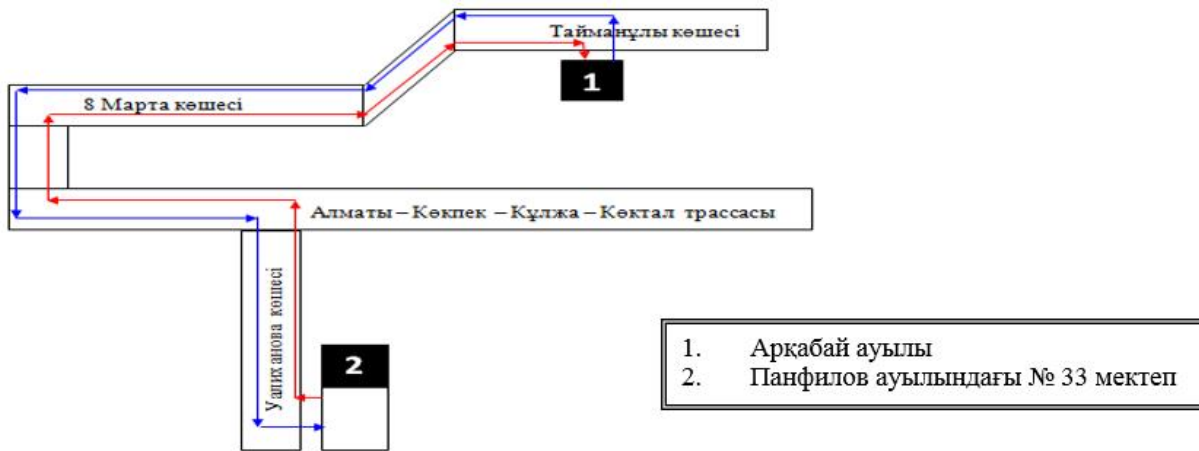 Тайманұлы көшесі
1
8 Марта көшесі
Алматы – Көкпек – Құлжа – Көктал трассасы
Уалиханова көшесі
2
1. Арқабай ауылы
2. Панфилов ауылындағы № 33 мектеп